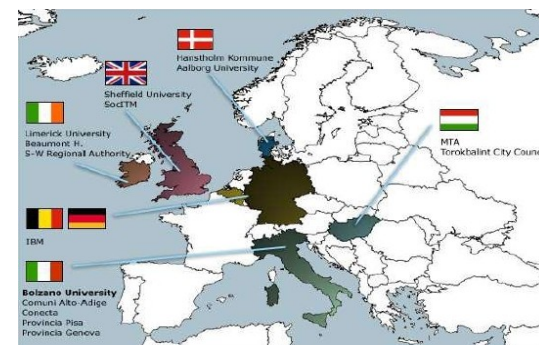 Hanstholm Kommune
Aalborg University
Sheffield University
SocITM
Limerick University
Beaumont H.
S-W Regional Authority
MTA
Torokbalint City Counc
IBM
Bolzano University
Comuni Alto-Adige
Conecta
Provincia Pisa
Provincia Genova